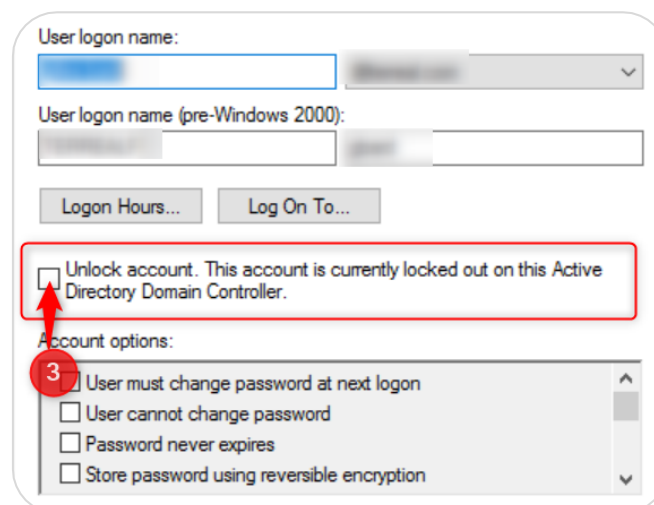 User logon name:
User logon name (pre-Windows 2000):
Logon Hours... Log On To...
Unlock account. This account is currently locked out on this Active
Directory Domain Controller.
Account options:
3
User must change password at next logon
User cannot change password
Password never expires
Store password using reversible encryption